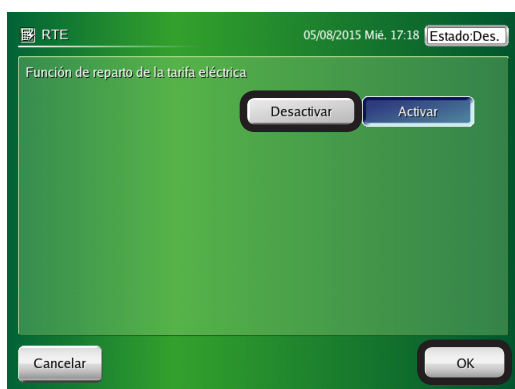 RTE 05/08/2015 Mié. 17:18 Estado:Des.
Función de reparto de la tarifa eléctrica
Desactivar Activar
Cancelar OK